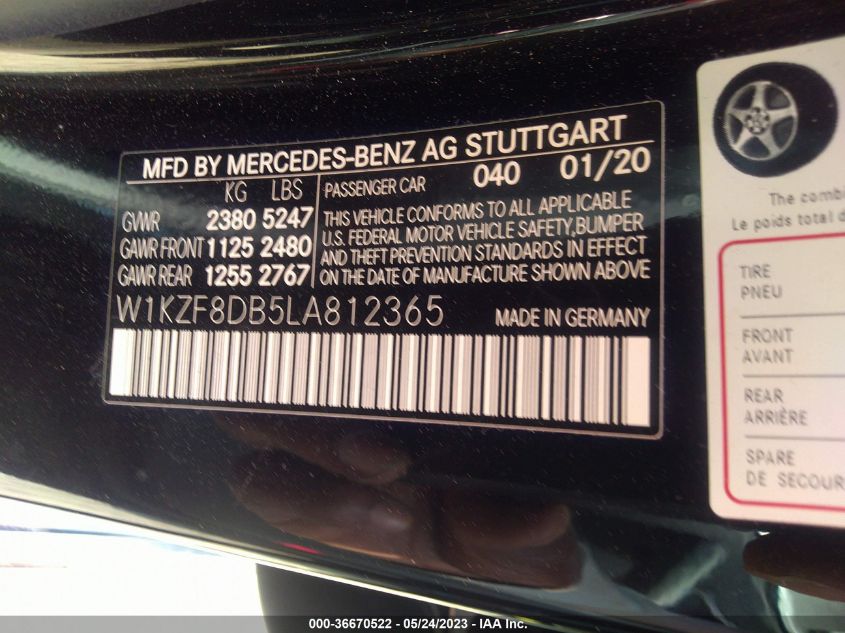 MFD BY MERCEDES-BENZ AG STUTTGART
KG LBS
GVWR 2380 5247
GAWR FRONT 1125 2480
GAWR REAR 1255 2767
PASSENGER CAR 040 01/20
THIS VEHICLE CONFORMS TO ALL APPLICABLE
U.S. FEDERAL MOTOR VEHICLE SAFETY,BUMPER
AND THEFT PREVENTION STANDARDS IN EFFECT
ON THE DATE OF MANUFACTURE SHOWN ABOVE
W1KZF8DB5LA812365
MADE IN GERMANY
The
Le poids total
TIRE
PNEU
FRONT
AVANT
REAR
ARRIÈRE
SPARE
DE
000-36670522 / 05/24/2023 - IAA Inc.